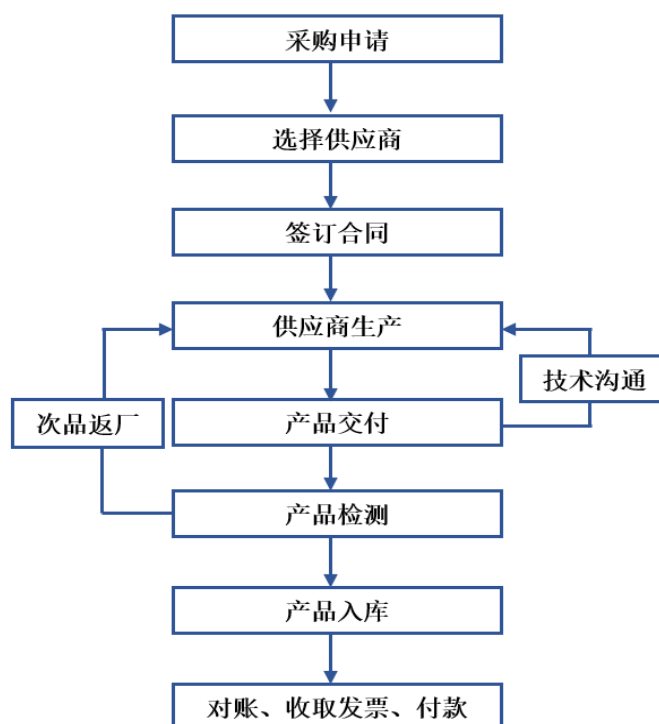 采购申请
选择供应商
签订合同
供应商生产
技术沟通
次品返厂
产品交付
产品检测
产品入库
对账、收取发票、付款